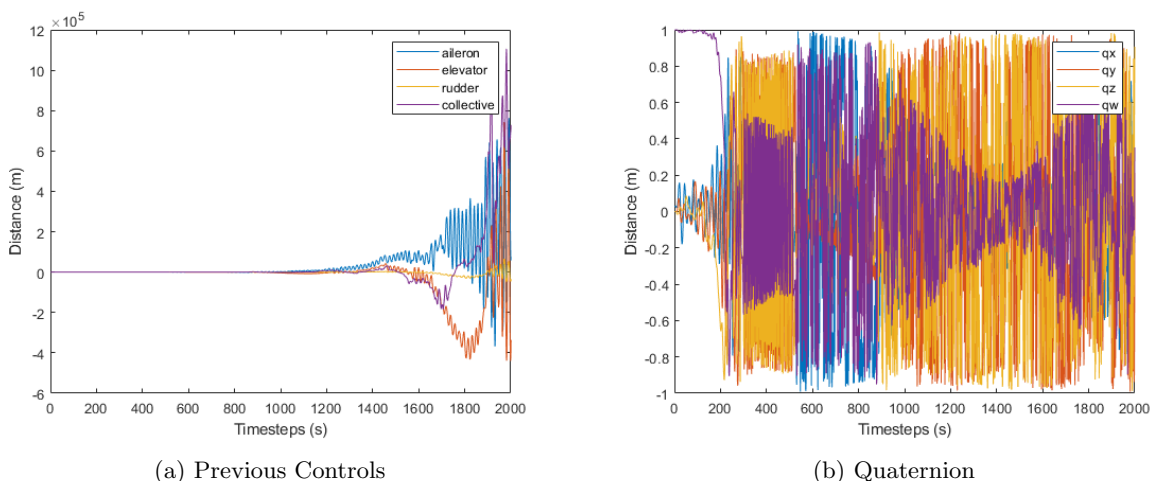 ×10^5
12
10
8
6
4
2
0
-2
-4
-6
0 200 400 600 800 1000 1200 1400 1600 1800 2000
Distance (m)
Timesteps (s)
aileron
elevator
rudder
collective
(a) Previous Controls
1
0.8
0.6
0.4
0.2
0
-0.2
-0.4
-0.6
-0.8
-1
0 200 400 600 800 1000 1200 1400 1600 1800 2000
Distance (m)
Timesteps (s)
qx
qy
qz
qw
(b) Quaternion